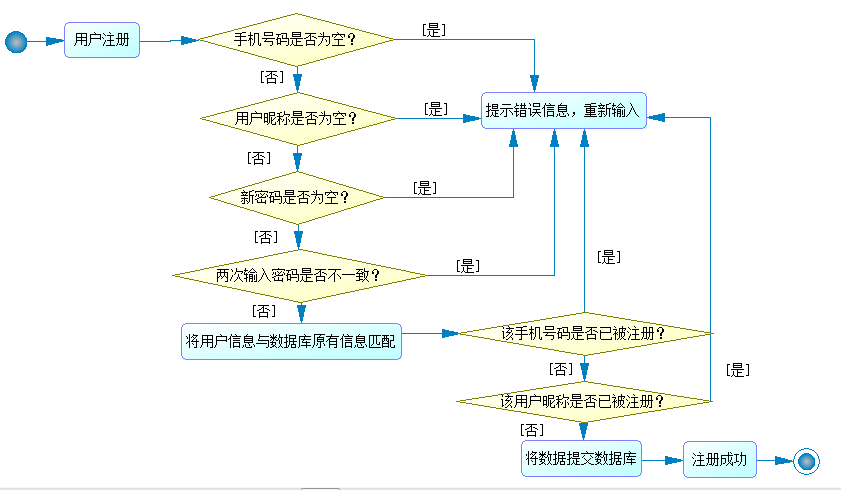 用户注册
手机号码是否为空？
[是]
[否]
用户昵称是否为空？
[是]
提示错误信息，重新输入
[否]
新密码是否为空？
[是]
[否]
两次输入密码是否不一致？
[是]
[是]
[否]
将用户信息与数据库原有信息匹配
该手机号码是否已被注册？
[否]
[是]
该用户昵称是否已被注册？
[否]
将数据提交数据库
注册成功